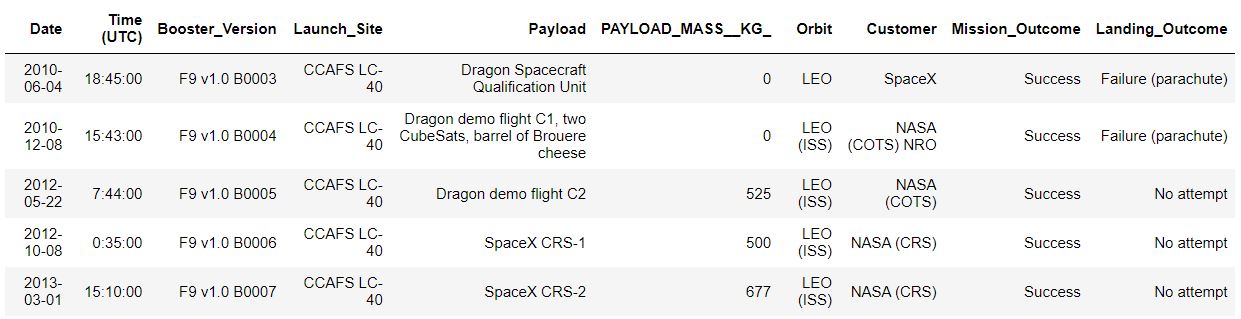 Date Time (UTC) Booster_Version Launch_Site Payload PAYLOAD_MASS__KG_ Orbit Customer Mission_Outcome Landing_Outcome
2010-06-04 18:45:00 F9 v1.0 B0003 CCAFS LC-40 Dragon Spacecraft Qualification Unit 0 LEO SpaceX Success Failure (parachute)
2010-12-08 15:43:00 F9 v1.0 B0004 CCAFS LC-40 Dragon demo flight C1, two CubeSats, barrel of Brouere cheese 0 LEO (ISS) NASA (COTS) NRO Success Failure (parachute)
2012-05-22 7:44:00 F9 v1.0 B0005 CCAFS LC-40 Dragon demo flight C2 525 LEO (ISS) NASA (COTS) Success No attempt
2012-10-08 0:35:00 F9 v1.0 B0006 CCAFS LC-40 SpaceX CRS-1 500 LEO (ISS) NASA (CRS) Success No attempt
2013-03-01 15:10:00 F9 v1.0 B0007 CCAFS LC-40 SpaceX CRS-2 677 LEO (ISS) NASA (CRS) Success No attempt